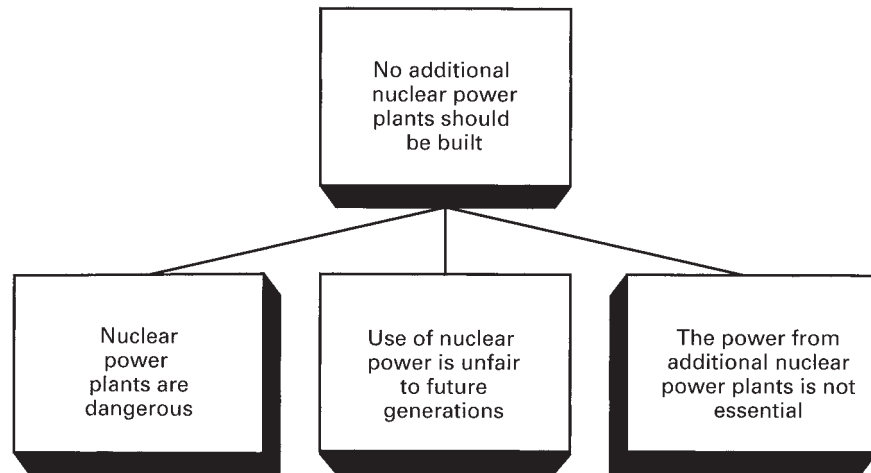 No additional
nuclear power
plants should
be built
Nuclear
power
plants are
dangerous
Use of nuclear
power is unfair
to future
generations
The power from
additional nuclear
power plants is not
essential